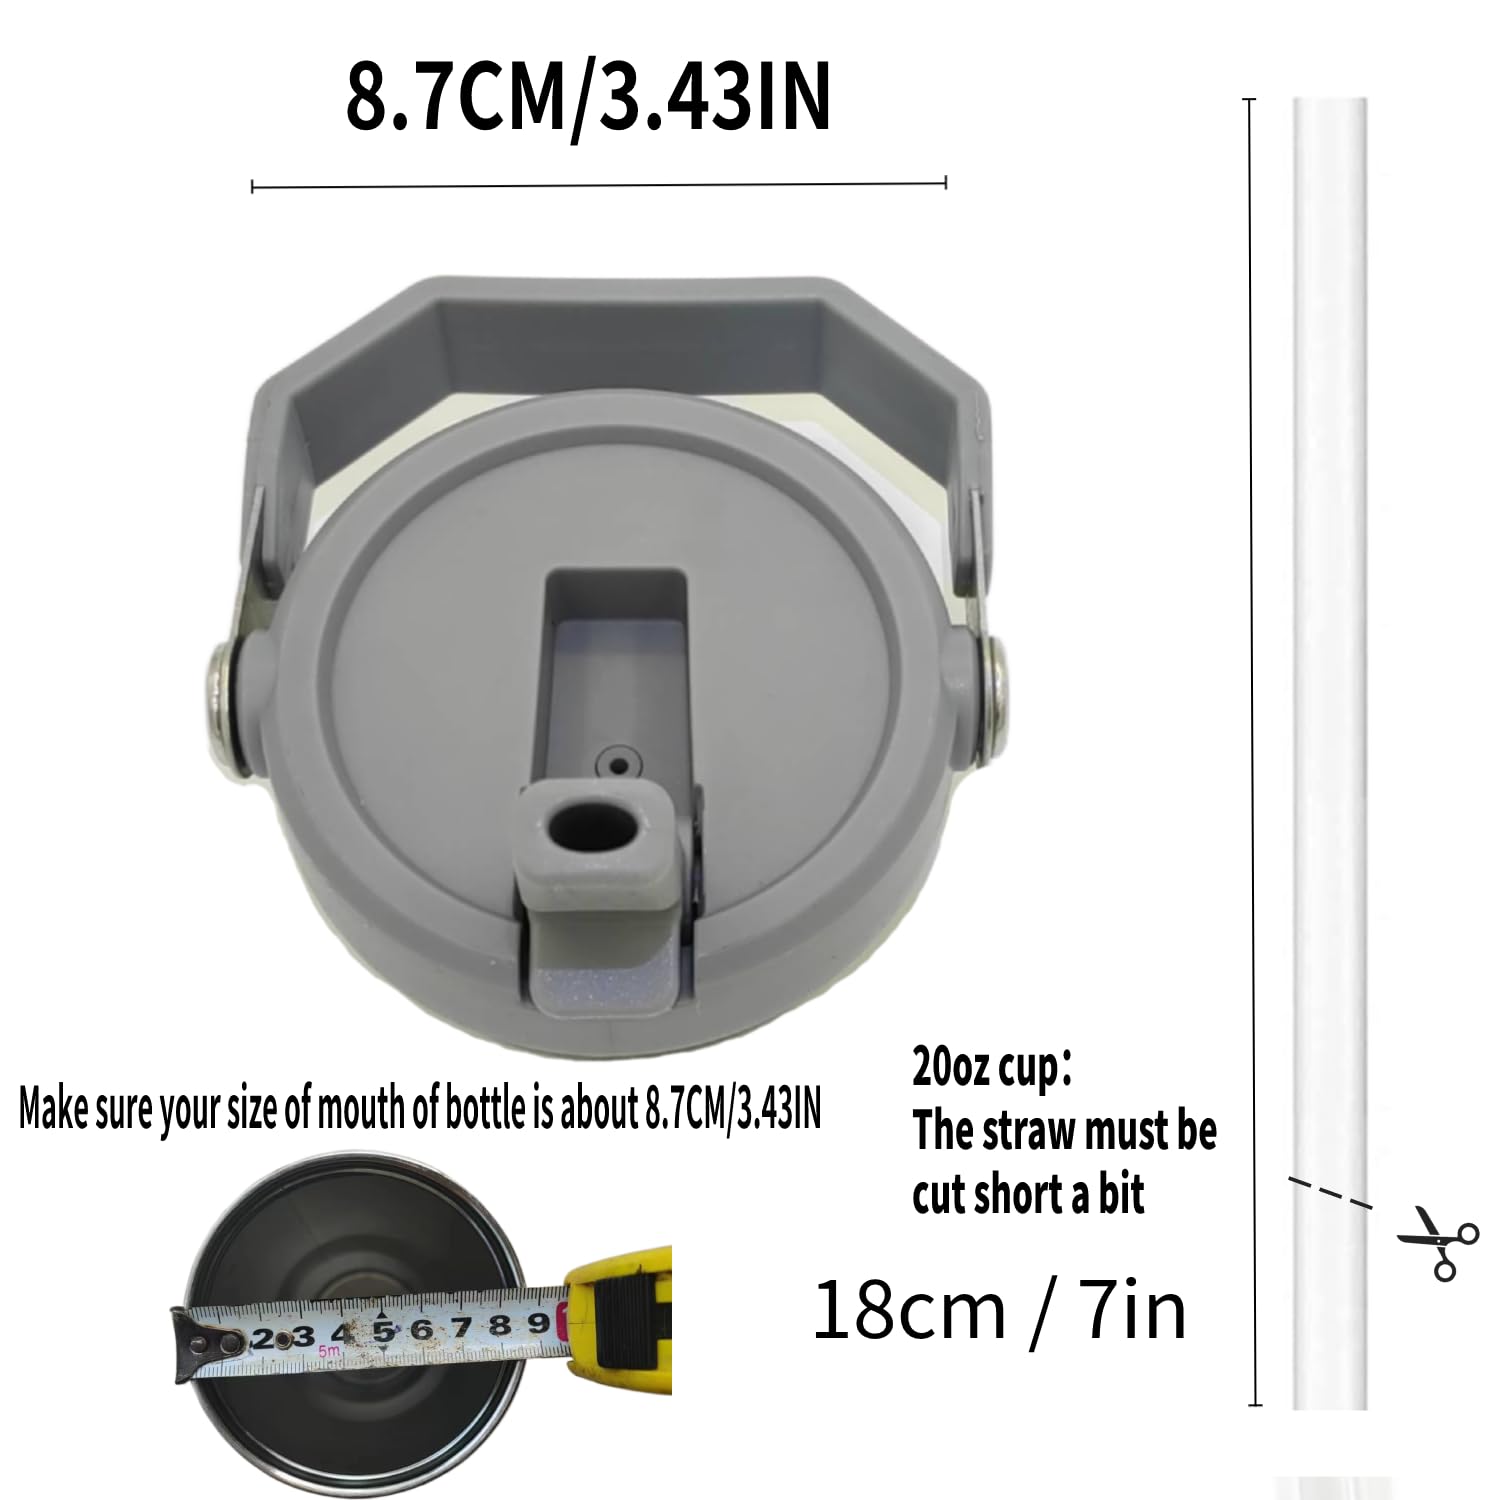 8.7CM/3.43IN
Make sure your size of mouth of bottle is about 8.7CM/3.43IN
20oz cup:
The straw must be
cut short a bit
18cm / 7in
2 3 4 5 6 7 8 9
5m